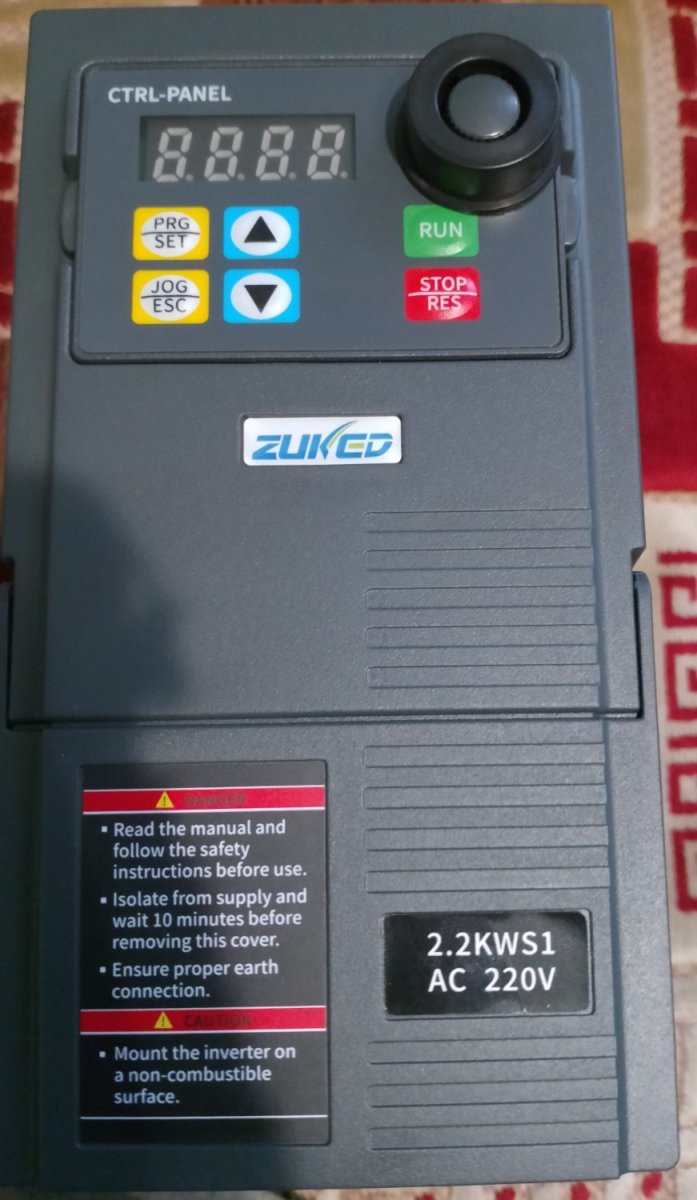 CTRL-PANEL
8.8.8.8.
PRG
SET
RUN
JOG
ESC
STOP
RES
ZUKED
DANGER
▪ Read the manual and
follow the safety
instructions before use.
▪ Isolate from supply and
wait 10 minutes before
removing this cover.
▪ Ensure proper earth
connection.
CAUTION
▪ Mount the inverter on
a non-combustible
surface.
2.2KWS1
AC 220V